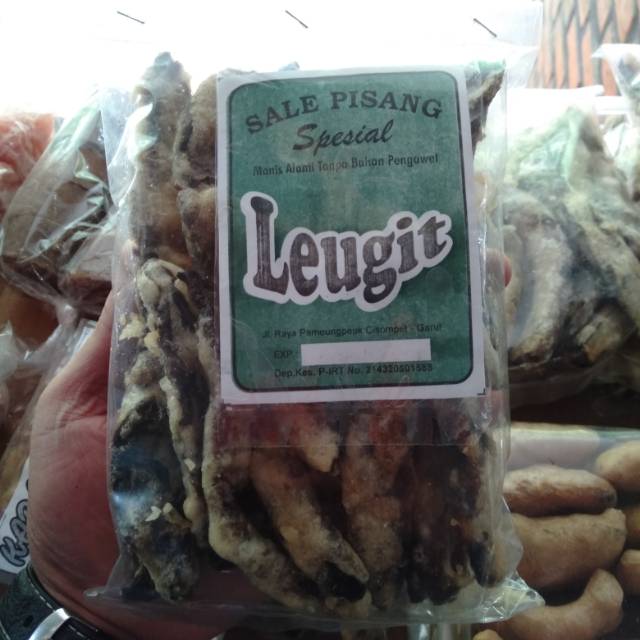 SALE PISANG
Spesial
Manis Alami Tanpa Bahan Pengawet
Leugit
Jl. Raya Pameungpeuk Cisompet - Garut
EXP.
Dep.Kes. P-IRT No. 214320501585